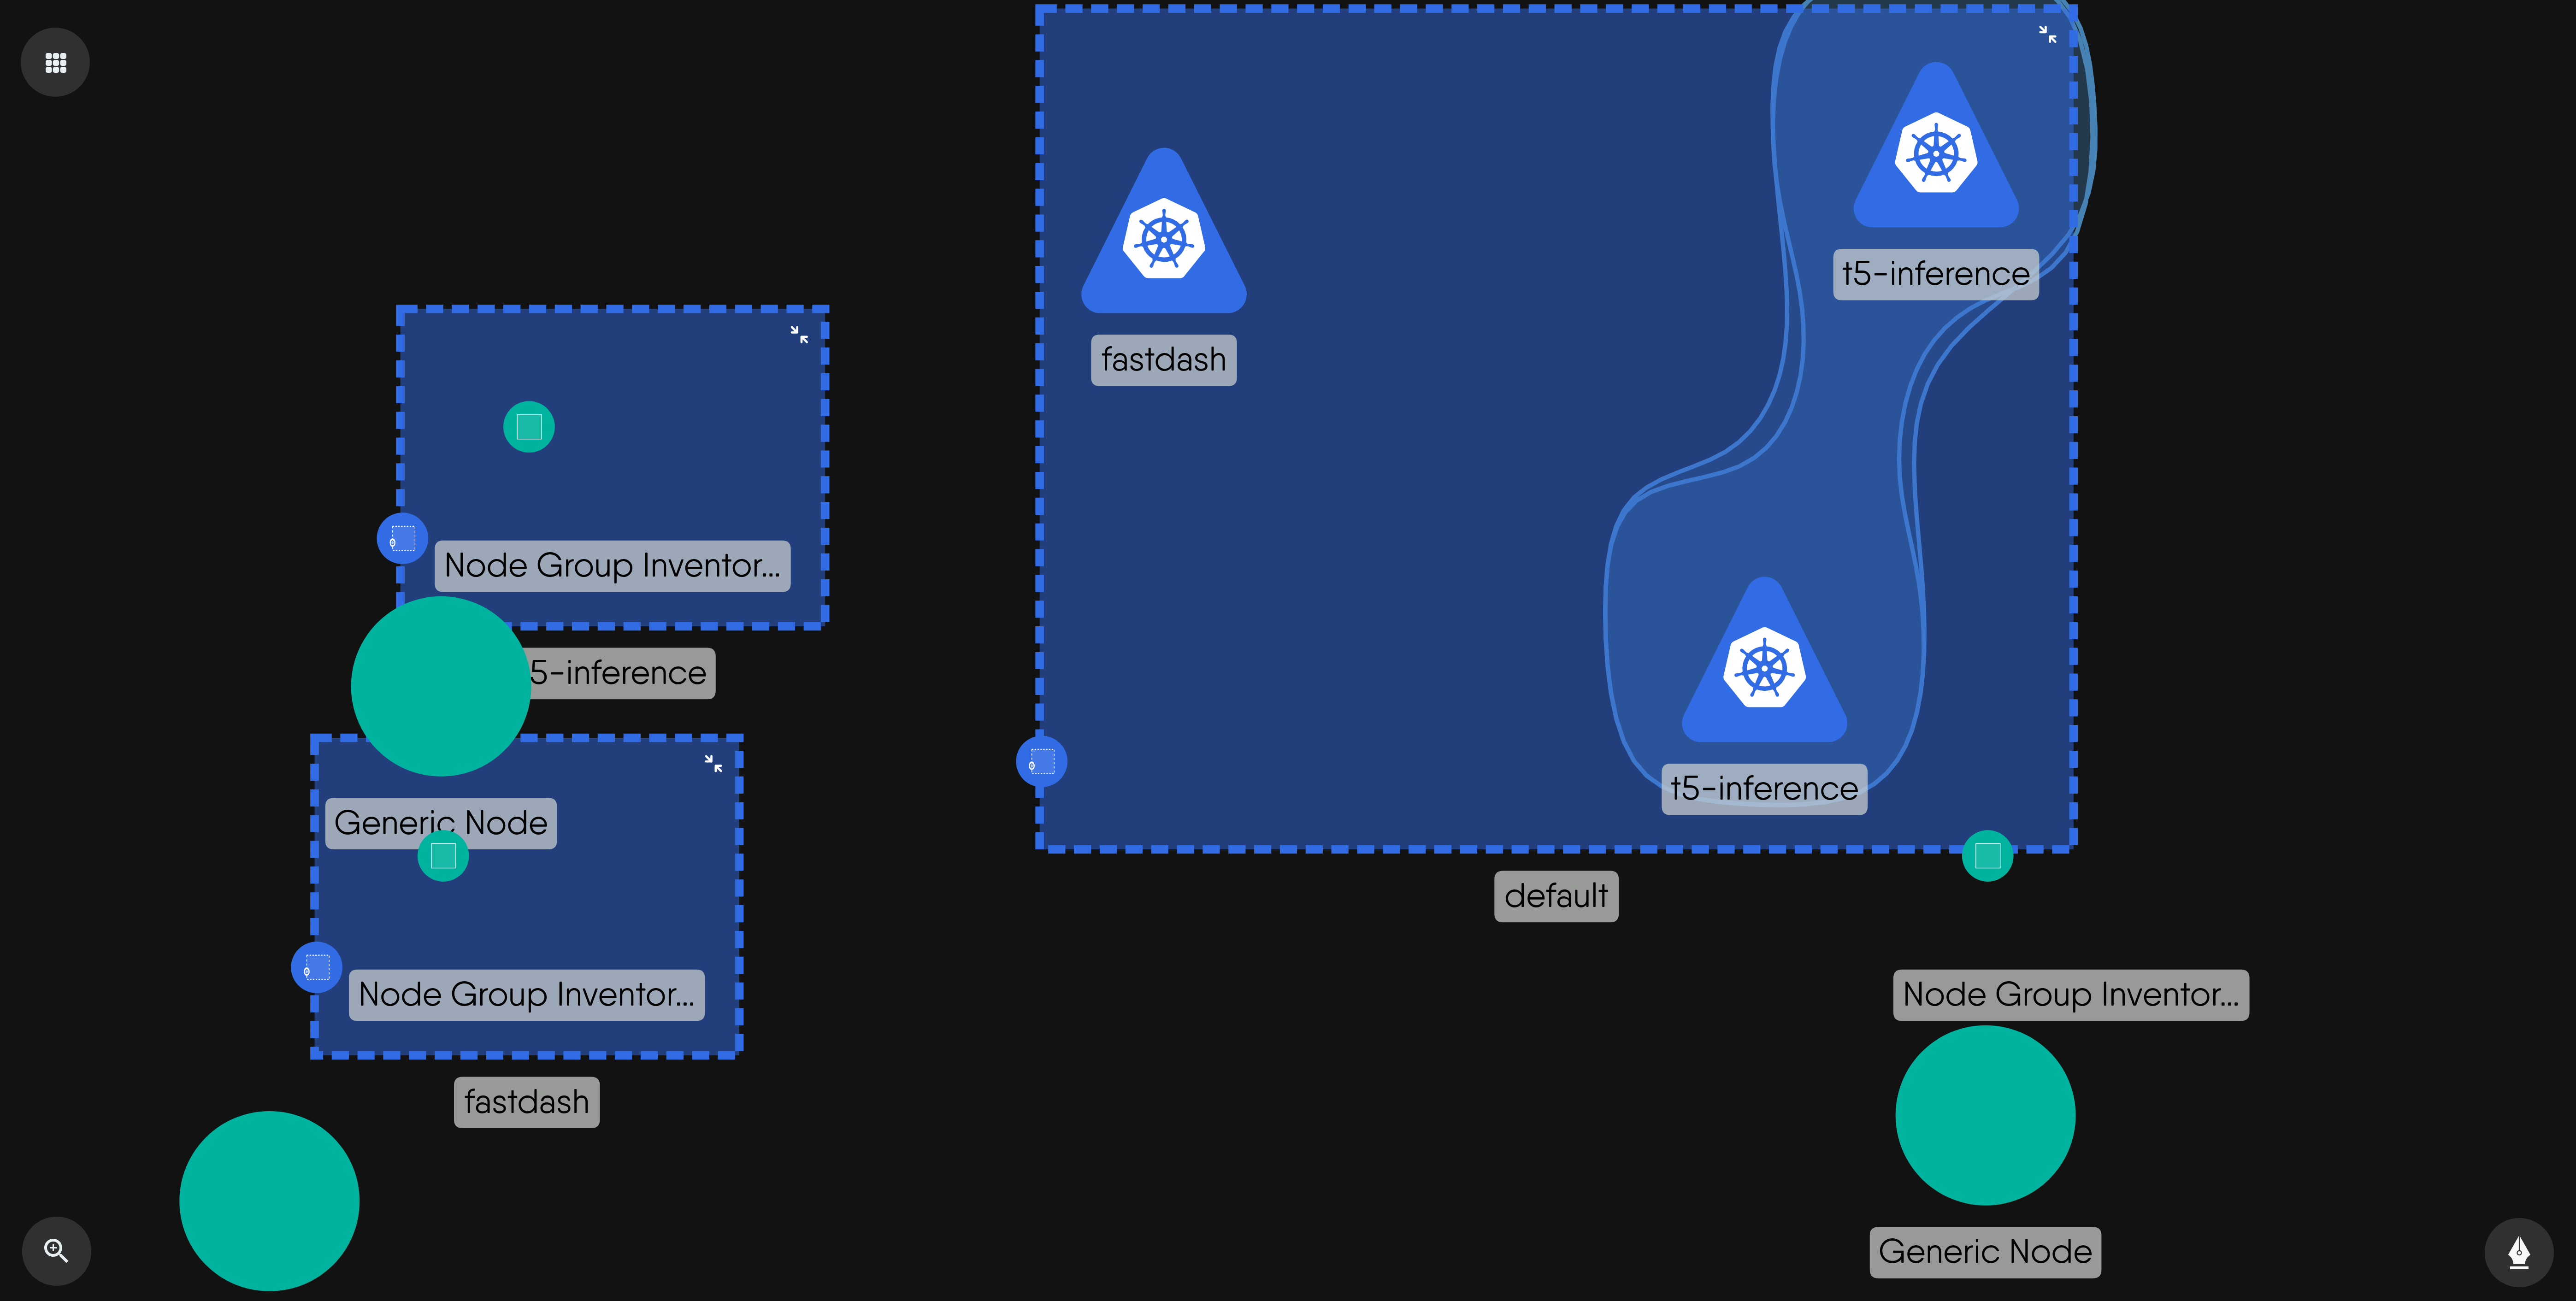 t5-inference
fastdash
Node Group Inventor...
5-inference
t5-inference
Generic Node
default
Node Group Inventor...
Node Group Inventor...
fastdash
Generic Node